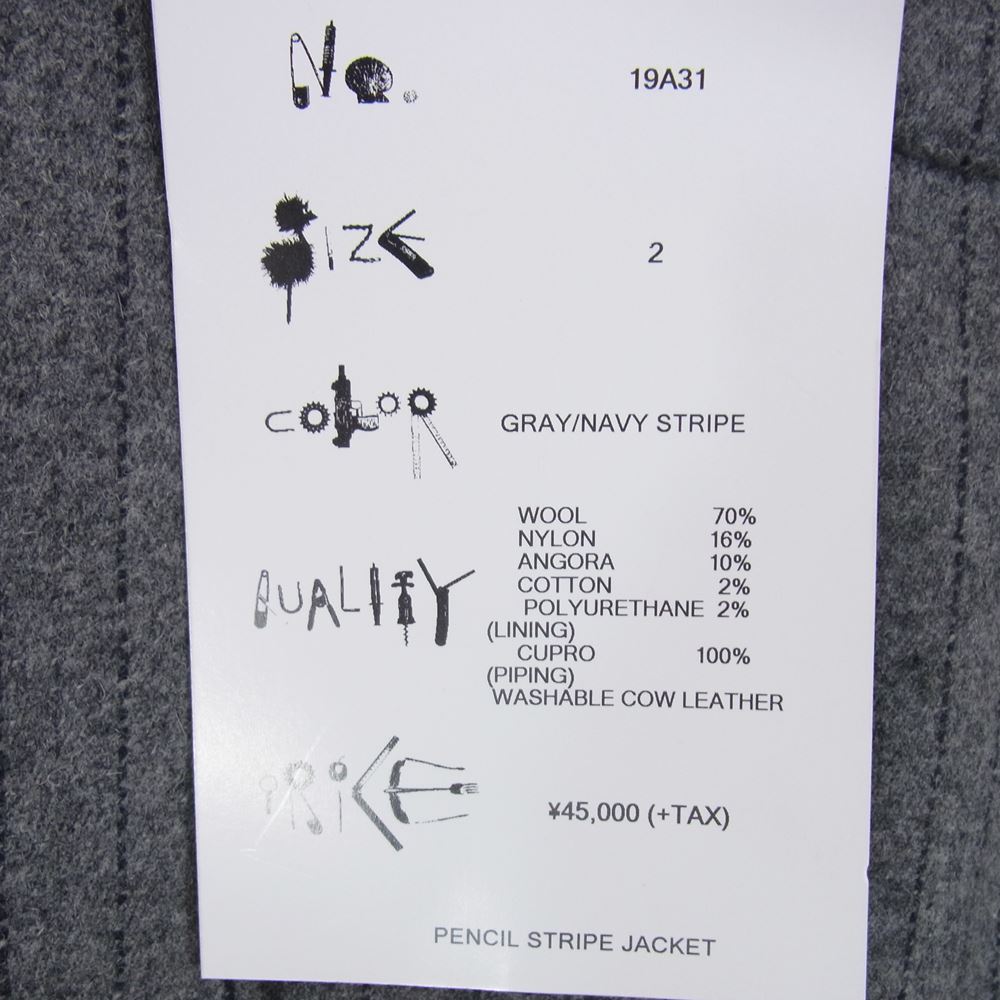 No. 19A31
SIZE 2
COLOR GRAY/NAVY STRIPE
WOOL 70%
NYLON 16%
ANGORA 10%
COTTON 2%
QUALITY
POLYURETHANE 2%
(LINING)
CUPRO 100%
(PIPING)
WASHABLE COW LEATHER
PRICE ¥45,000 (+TAX)
PENCIL STRIPE JACKET